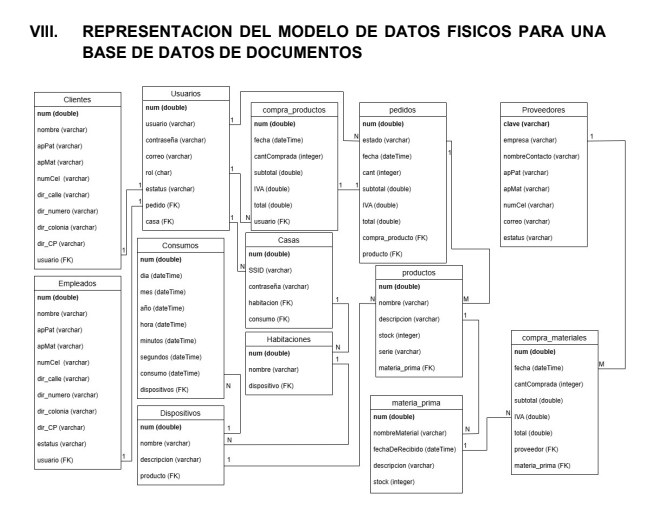 VIII. REPRESENTACION DEL MODELO DE DATOS FISICOS PARA UNA
BASE DE DATOS DE DOCUMENTOS
Clientes
num (double)
nombre (varchar)
apPat (varchar)
apMat (varchar)
numCel (varchar)
dir_calle (varchar)
dir_numero (varchar)
dir_colonia (varchar)
dir_CP (varchar)
usuario (FK)
1
Empleados
num (double)
nombre (varchar)
apPat (varchar)
apMat (varchar)
numCel (varchar)
dir_calle (varchar)
dir_numero (varchar)
dir_colonia (varchar)
dir_CP (varchar)
estatus (varchar)
usuario (FK)
1
Usuarios
num (double)
usuario (varchar)
contraseña (varchar)
correo (varchar)
rol (char)
estatus (varchar)
pedido (FK)
casa (FK)
1
1
1
1
1
Consumos
num (double)
dia (dateTime)
mes (dateTime)
año (dateTime)
hora (dateTime)
minutos (dateTime)
segundos (dateTime)
consumo (dateTime)
dispositivos (FK)
N
Dispositivos
num (double)
nombre (varchar)
descripcion (varchar)
producto (FK)
1
N
1
compra_productos
num (double)
fecha (dateTime)
cantComprada (integer)
subtotal (double)
IVA (double)
total (double)
usuario (FK)
N
1
Casas
num (double)
SSID (varchar)
contraseña (varchar)
habitacion (FK)
consumo (FK)
N
1
Habitaciones
num (double)
nombre (varchar)
dispositivo (FK)
N
1
pedidos
num (double)
estado (varchar)
fecha (dateTime)
cant (integer)
subtotal (double)
IVA (double)
total (double)
compra_producto (FK)
producto (FK)
N
1
1
productos
num (double)
nombre (varchar)
descripcion (varchar)
stock (integer)
serie (varchar)
materia_prima (FK)
N
M
1
materia_prima
num (double)
nombreMaterial (varchar)
fechaDeRecibido (dateTime)
descripcion (varchar)
stock (integer)
N
1
Proveedores
clave (varchar)
empresa (varchar)
nombreContacto (varchar)
apPat (varchar)
apMat (varchar)
numCel (varchar)
correo (varchar)
estatus (varchar)
1
compra_materiales
num (double)
fecha (dateTime)
cantComprada (integer)
subtotal (double)
IVA (double)
total (double)
proveedor (FK)
materia_prima (FK)
M
N